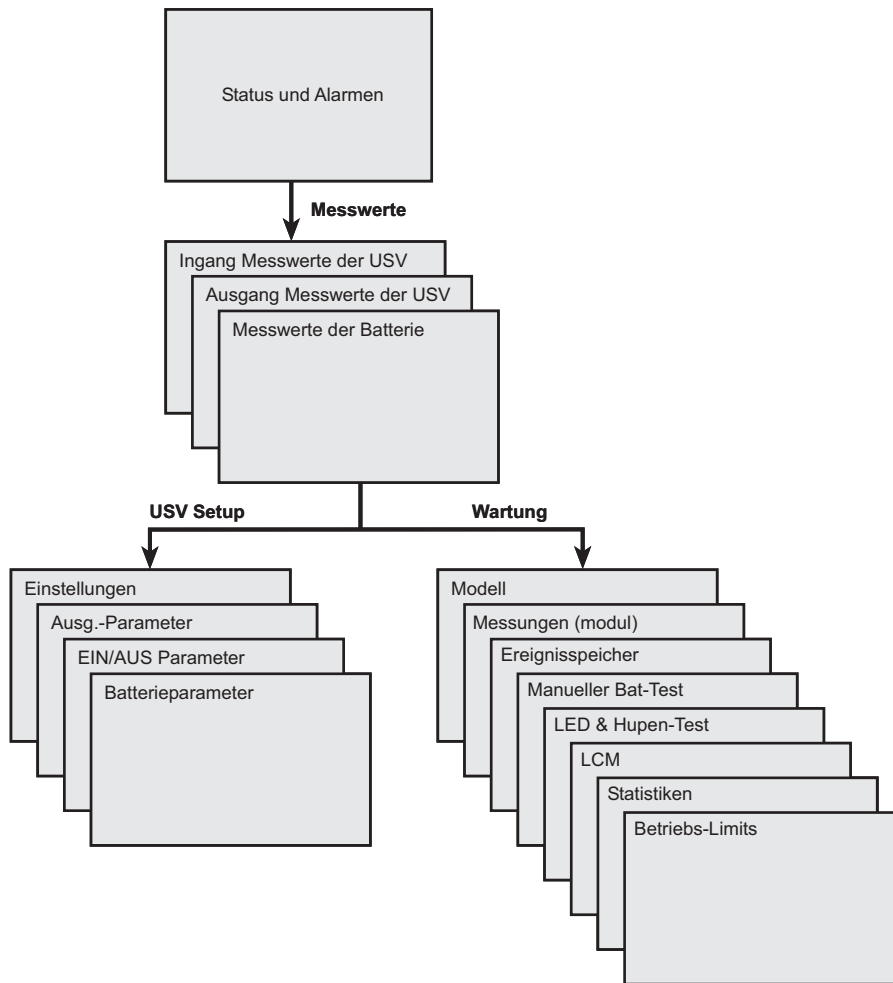 Status und Alarmen
Messwerte
Ingang Messwerte der USV
Ausgang Messwerte der USV
Messwerte der Batterie
USV Setup
Wartung
Einstellungen
Ausg.-Parameter
EIN/AUS Parameter
Batterieparameter
Modell
Messungen (modul)
Ereignisspeicher
Manueller Bat-Test
LED & Hupen-Test
LCM
Statistiken
Betriebs-Limits